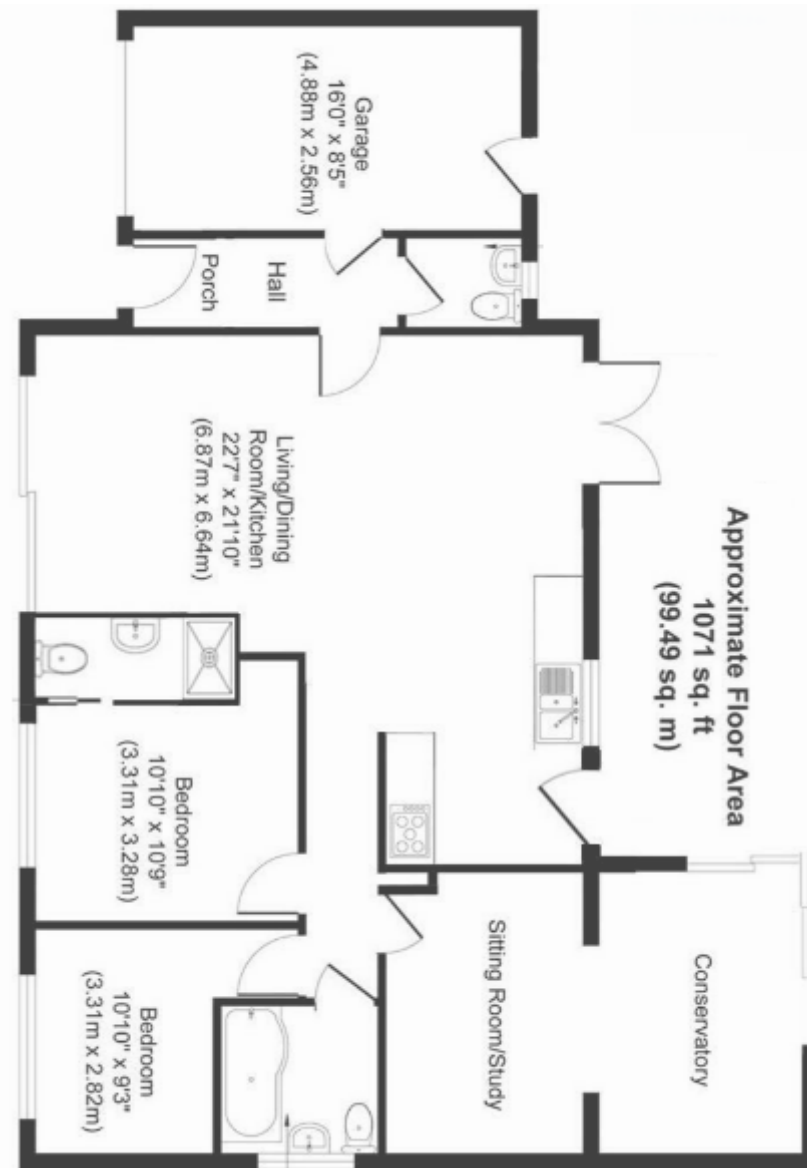 Approximate Floor Area
1071 sq. ft
(99.49 sq. m)
Garage
16'0" x 8'5"
(4.88m x 2.56m)
Hall
Porch
Living/Dining
Room/Kitchen
22'7" x 21'10"
(6.87m x 6.64m)
Conservatory
Sitting Room/Study
Bedroom
10'10" x 10'9"
(3.31m x 3.28m)
Bedroom
10'10" x 9'3"
(3.31m x 2.82m)